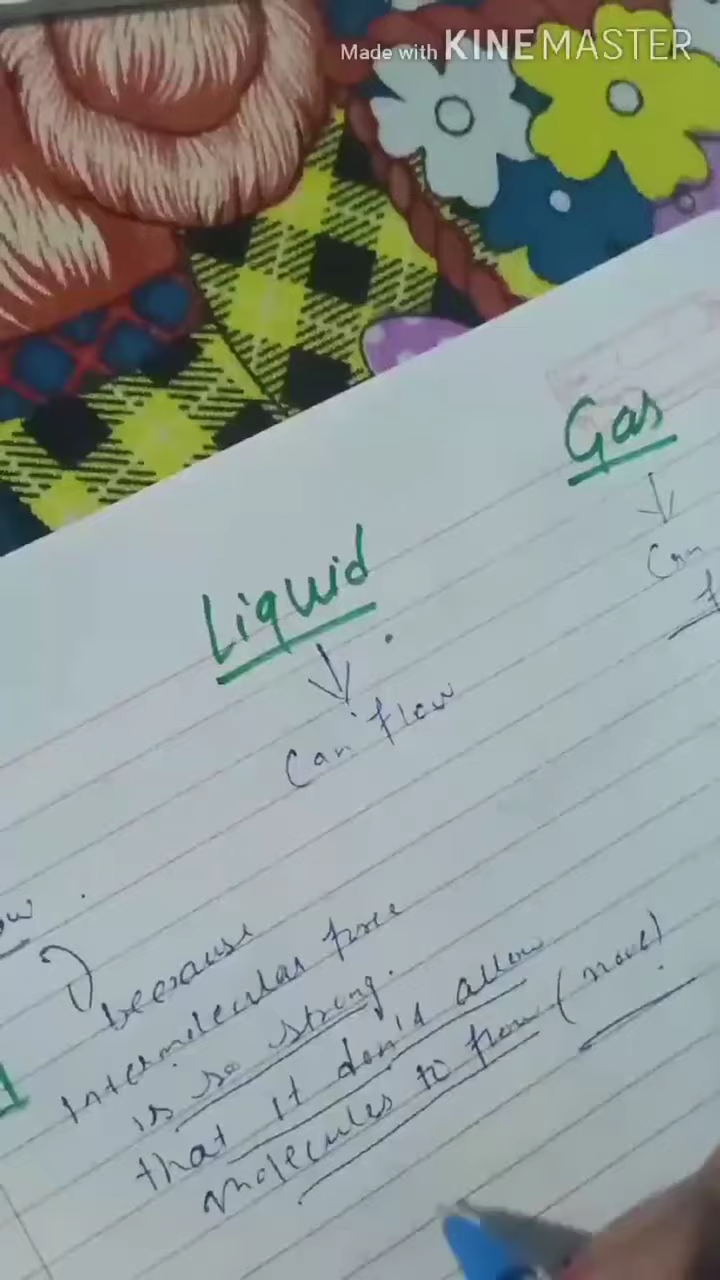 Made with KINEMASTER
Gas
Liquid
Can flow
because
Intermolecular force
is so strong.
that it don't allow
molecules to flow (move)